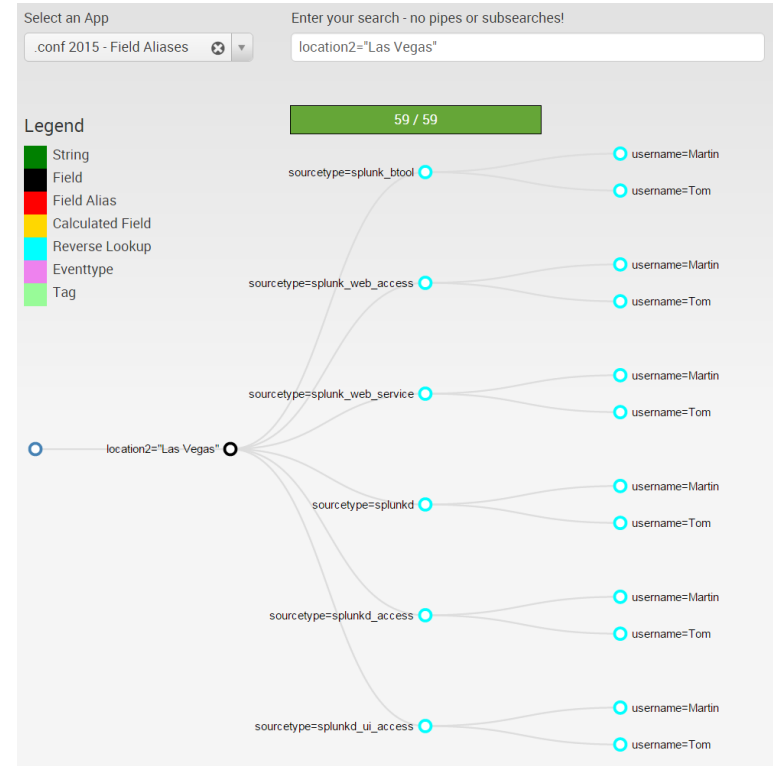 Select an App
Enter your search - no pipes or subsearches!
.conf 2015 - Field Aliases
location2="Las Vegas"
59 / 59
Legend
String
Field
Field Alias
Calculated Field
Reverse Lookup
Eventtype
Tag
location2="Las Vegas"
sourcetype=splunk_btool
username=Martin
username=Tom
sourcetype=splunk_web_access
username=Martin
username=Tom
sourcetype=splunk_web_service
username=Martin
username=Tom
sourcetype=splunkd
username=Martin
username=Tom
sourcetype=splunkd_access
username=Martin
username=Tom
sourcetype=splunkd_ui_access
username=Martin
username=Tom